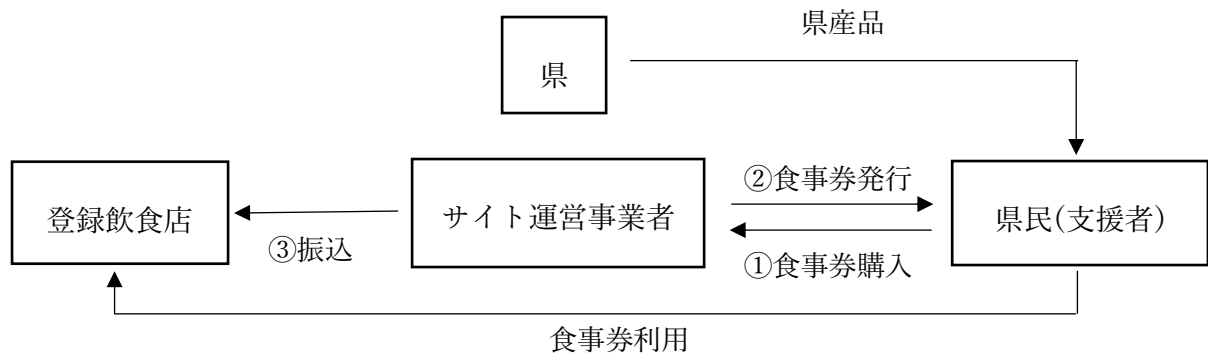 県産品
県
登録飲食店
サイト運営事業者
②食事券発行
県民(支援者)
③振込
①食事券購入
食事券利用